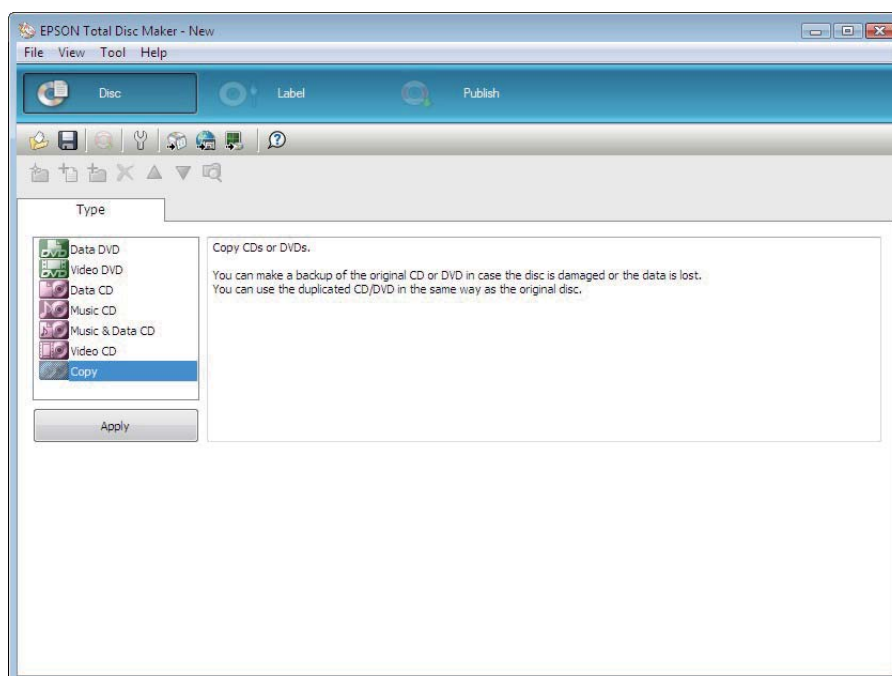 EPSON Total Disc Maker - New
File View Tool Help
Disc Label Publish
Type
Data DVD
Video DVD
Data CD
Music CD
Music & Data CD
Video CD
Copy
Apply
Copy CDs or DVDs.
You can make a backup of the original CD or DVD in case the disc is damaged or the data is lost.
You can use the duplicated CD/DVD in the same way as the original disc.